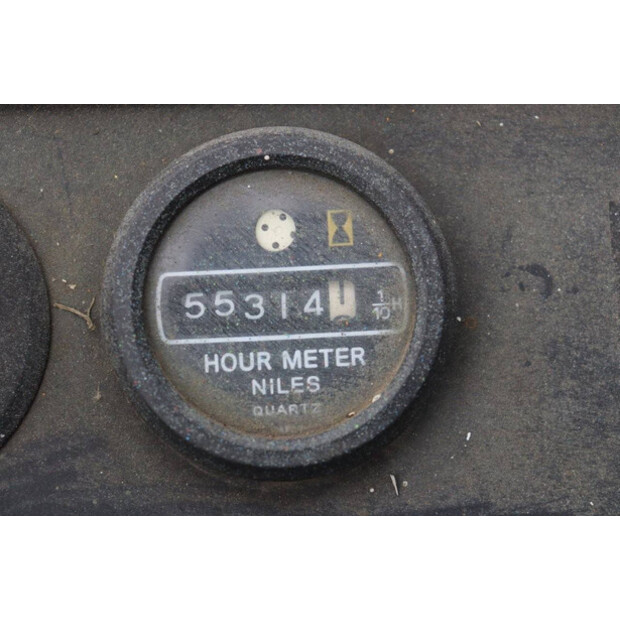 55314 1/10 H
HOUR METER
NILES
QUARTZ